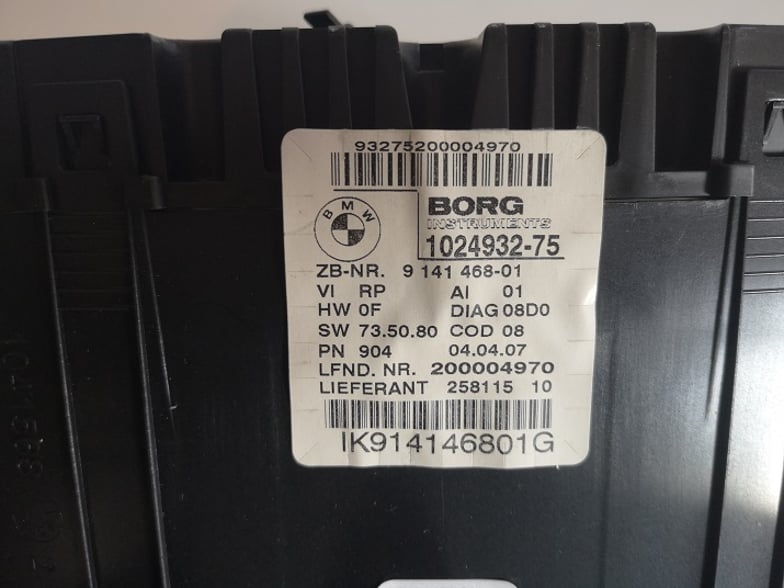 93275200004970
BMW
BORG
INSTRUMENTS
1024932-75
ZB-NR. 9 141 468-01
VI RP AI 01
HW 0F DIAG 08D0
SW 73.50.80 COD 08
PN 904 04.04.07
LFND. NR. 200004970
LIEFERANT 258115 10
IK914146801G